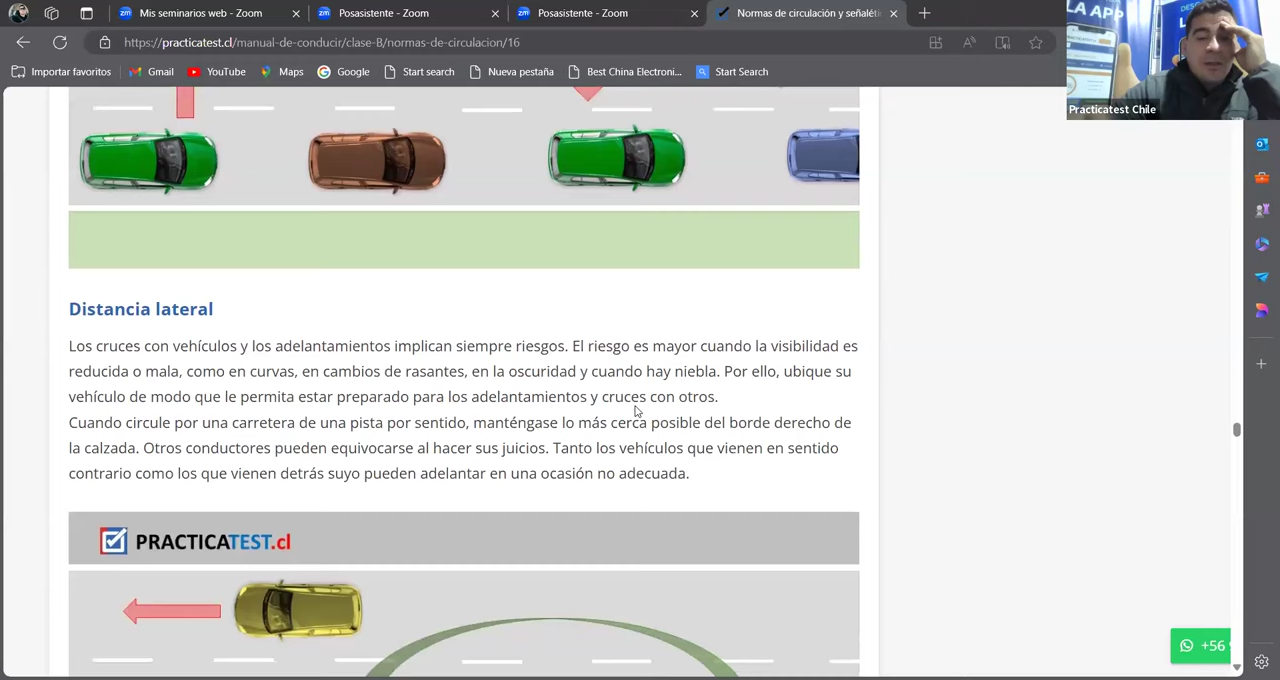 Mis seminarios web - Zoom
Posasistente - Zoom
Posasistente - Zoom
Normas de circulación y señaléti
https://practicatest.cl/manual-de-conducir/clase-B/normas-de-circulacion/16
Importar favoritos
Gmail
YouTube
Maps
Google
Start search
Nueva pestaña
Best China Electroni...
Start Search
LA APP
Practicatest Chile
Distancia lateral
Los cruces con vehículos y los adelantamientos implican siempre riesgos. El riesgo es mayor cuando la visibilidad es
reducida o mala, como en curvas, en cambios de rasantes, en la oscuridad y cuando hay niebla. Por ello, ubique su
vehículo de modo que le permita estar preparado para los adelantamientos y cruces con otros.
Cuando circule por una carretera de una pista por sentido, manténgase lo más cerca posible del borde derecho de
la calzada. Otros conductores pueden equivocarse al hacer sus juicios. Tanto los vehículos que vienen en sentido
contrario como los que vienen detrás suyo pueden adelantar en una ocasión no adecuada.
PRACTICATEST.cl
+56